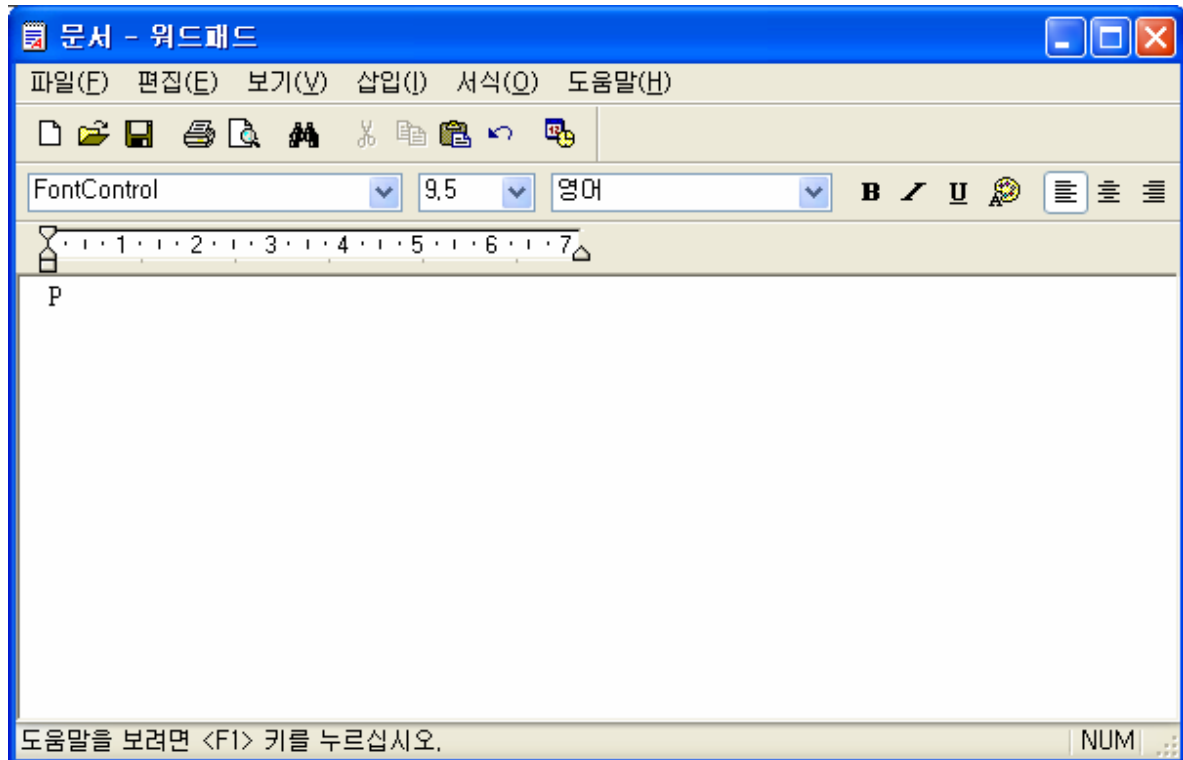 문서 - 워드패드
파일(F) 편집(E) 보기(V) 삽입(I) 서식(O) 도움말(H)
FontControl 9,5 영어 B / U
1 2 3 4 5 6 7
P
도움말을 보려면 <F1> 키를 누르십시오. NUM